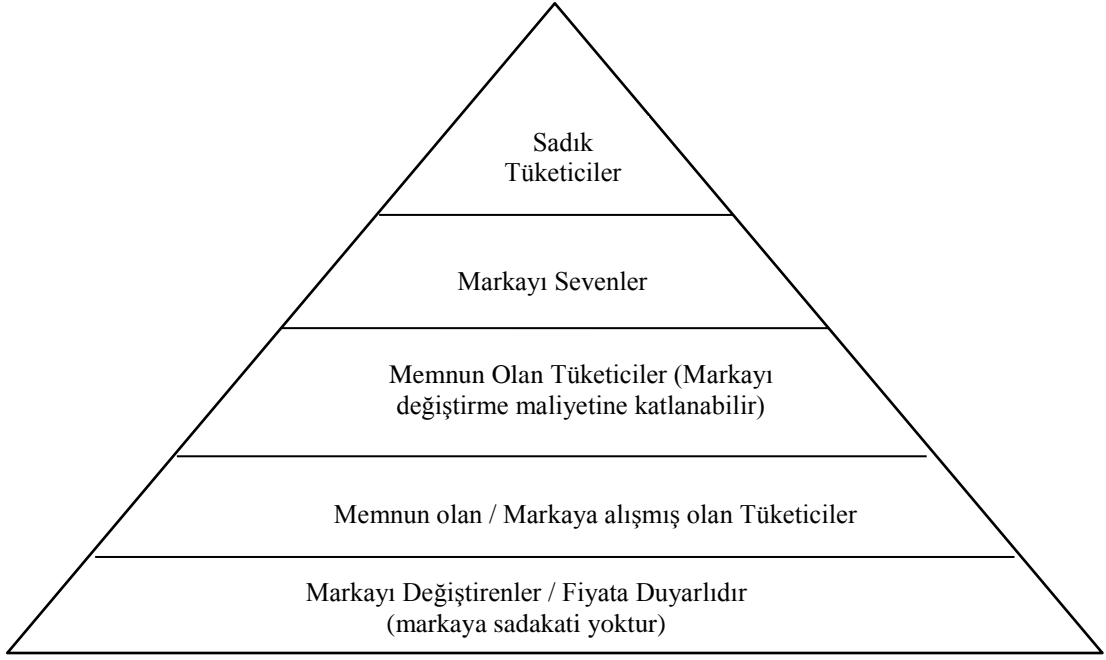 Sadık
Tüketiciler
Markayı Sevenler
Memnun Olan Tüketiciler (Markayı
değiştirme maliyetine katlanabilir)
Memnun olan / Markaya alışmış olan Tüketiciler
Markayı Değiştirenler / Fiyata Duyarlıdır
(markaya sadakati yoktur)